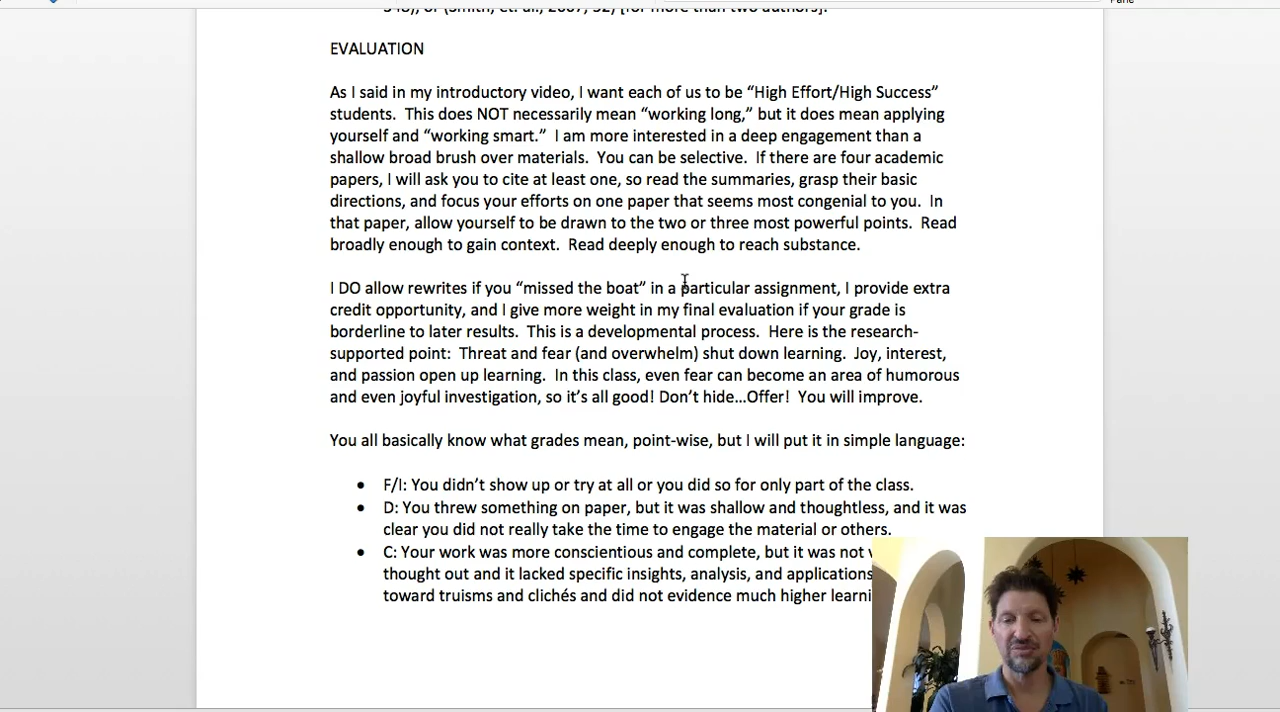 EVALUATION
As I said in my introductory video, I want each of us to be “High Effort/High Success”
students.  This does NOT necessarily mean “working long,” but it does mean applying
yourself and “working smart.”  I am more interested in a deep engagement than a
shallow broad brush over materials.  You can be selective.  If there are four academic
papers, I will ask you to cite at least one, so read the summaries, grasp their basic
directions, and focus your efforts on one paper that seems most congenial to you.  In
that paper, allow yourself to be drawn to the two or three most powerful points.  Read
broadly enough to gain context.  Read deeply enough to reach substance.
I DO allow rewrites if you “missed the boat” in a particular assignment, I provide extra
credit opportunity, and I give more weight in my final evaluation if your grade is
borderline to later results.  This is a developmental process.  Here is the research-
supported point:  Threat and fear (and overwhelm) shut down learning.  Joy, interest,
and passion open up learning.  In this class, even fear can become an area of humorous
and even joyful investigation, so it’s all good! Don’t hide…Offer!  You will improve.
You all basically know what grades mean, point-wise, but I will put it in simple language:
• F/I: You didn’t show up or try at all or you did so for only part of the class.
• D: You threw something on paper, but it was shallow and thoughtless, and it was
clear you did not really take the time to engage the material or others.
• C: Your work was more conscientious and complete, but it was not
thought out and it lacked specific insights, analysis, and applications
toward truisms and clichés and did not evidence much higher